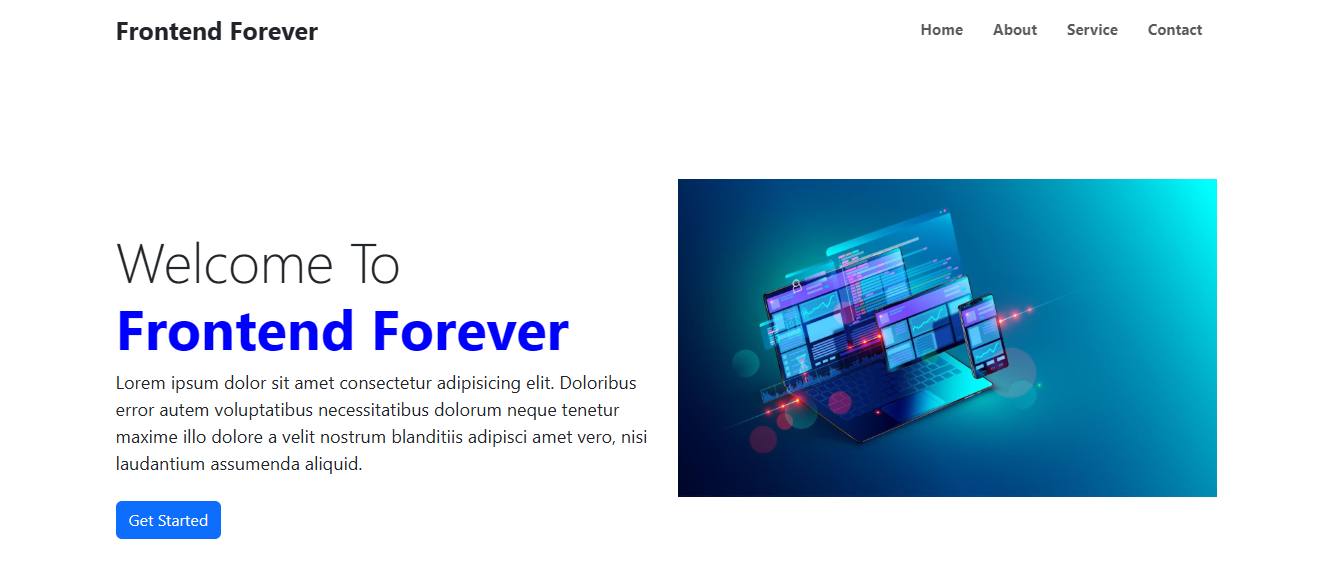 Frontend Forever
Home About Service Contact
Welcome To
Frontend Forever
Lorem ipsum dolor sit amet consectetur adipisicing elit. Doloribus
error autem voluptatibus necessitatibus dolorum neque tenetur
maxime illo dolore a velit nostrum blanditiis adipisci amet vero, nisi
laudantium assumenda aliquid.
Get Started